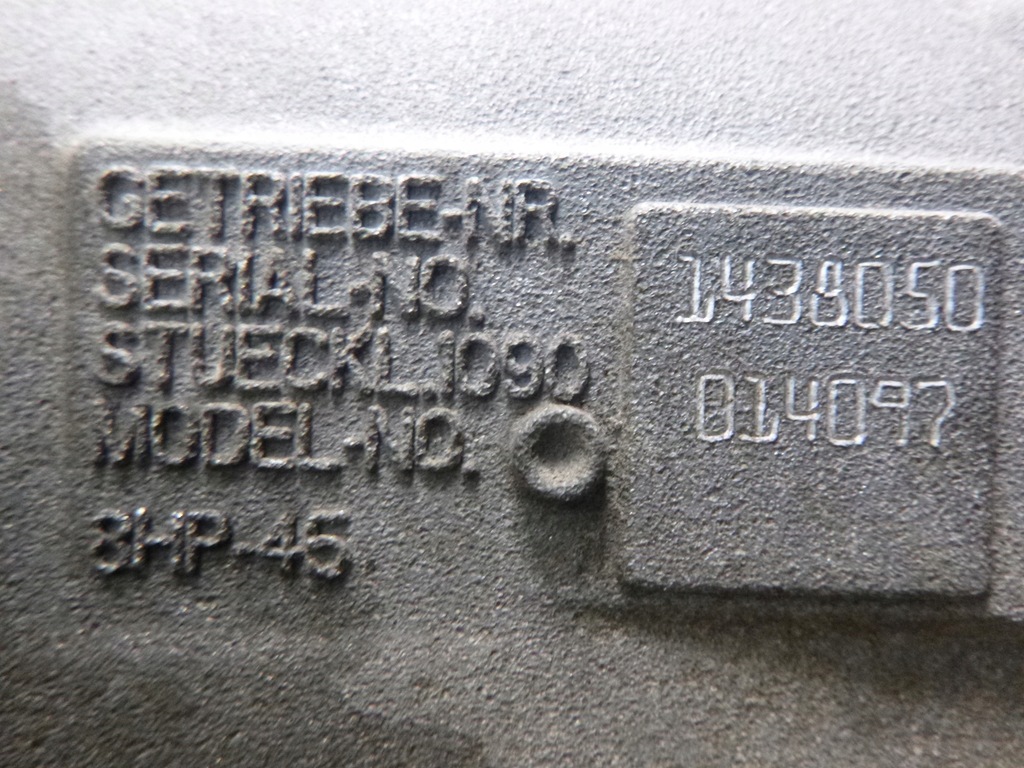 GETRIEBE-NR.
SERIAL-NO.
STUECKL.1090
MODEL-NO.
8HP-45
1438050
014097